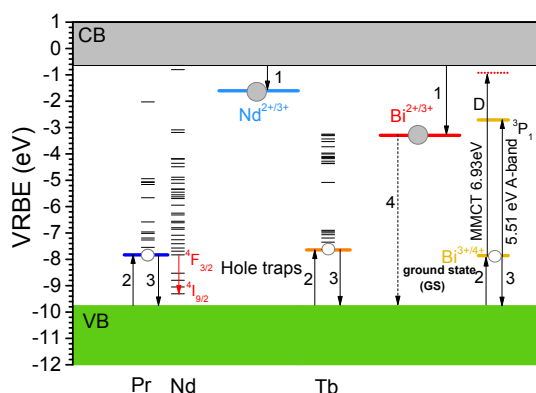 1
0
-1
-2
-3
-4
-5
-6
-7
-8
-9
-10
-11
-12
VRBE (eV)
CB
VB
1
Nd2+/3+
Bi2+/3+
1
D
3P1
MMCT 6.93eV
5.51 eV A-band
4
4F3/2
4I9/2
2
3
Hole traps
2
3
ground state
(GS)
Bi3+/4+
2
3
Pr
Nd
Tb